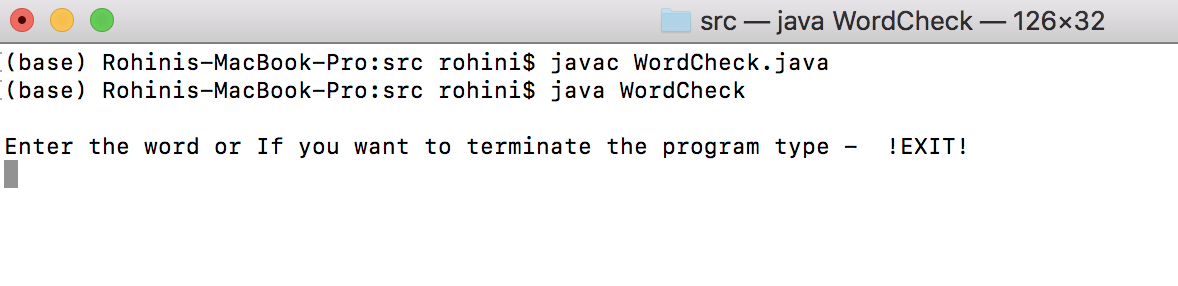 src — java WordCheck — 126×32
(base) Rohinis-MacBook-Pro:src rohini$ javac WordCheck.java
(base) Rohinis-MacBook-Pro:src rohini$ java WordCheck
Enter the word or If you want to terminate the program type -  !EXIT!